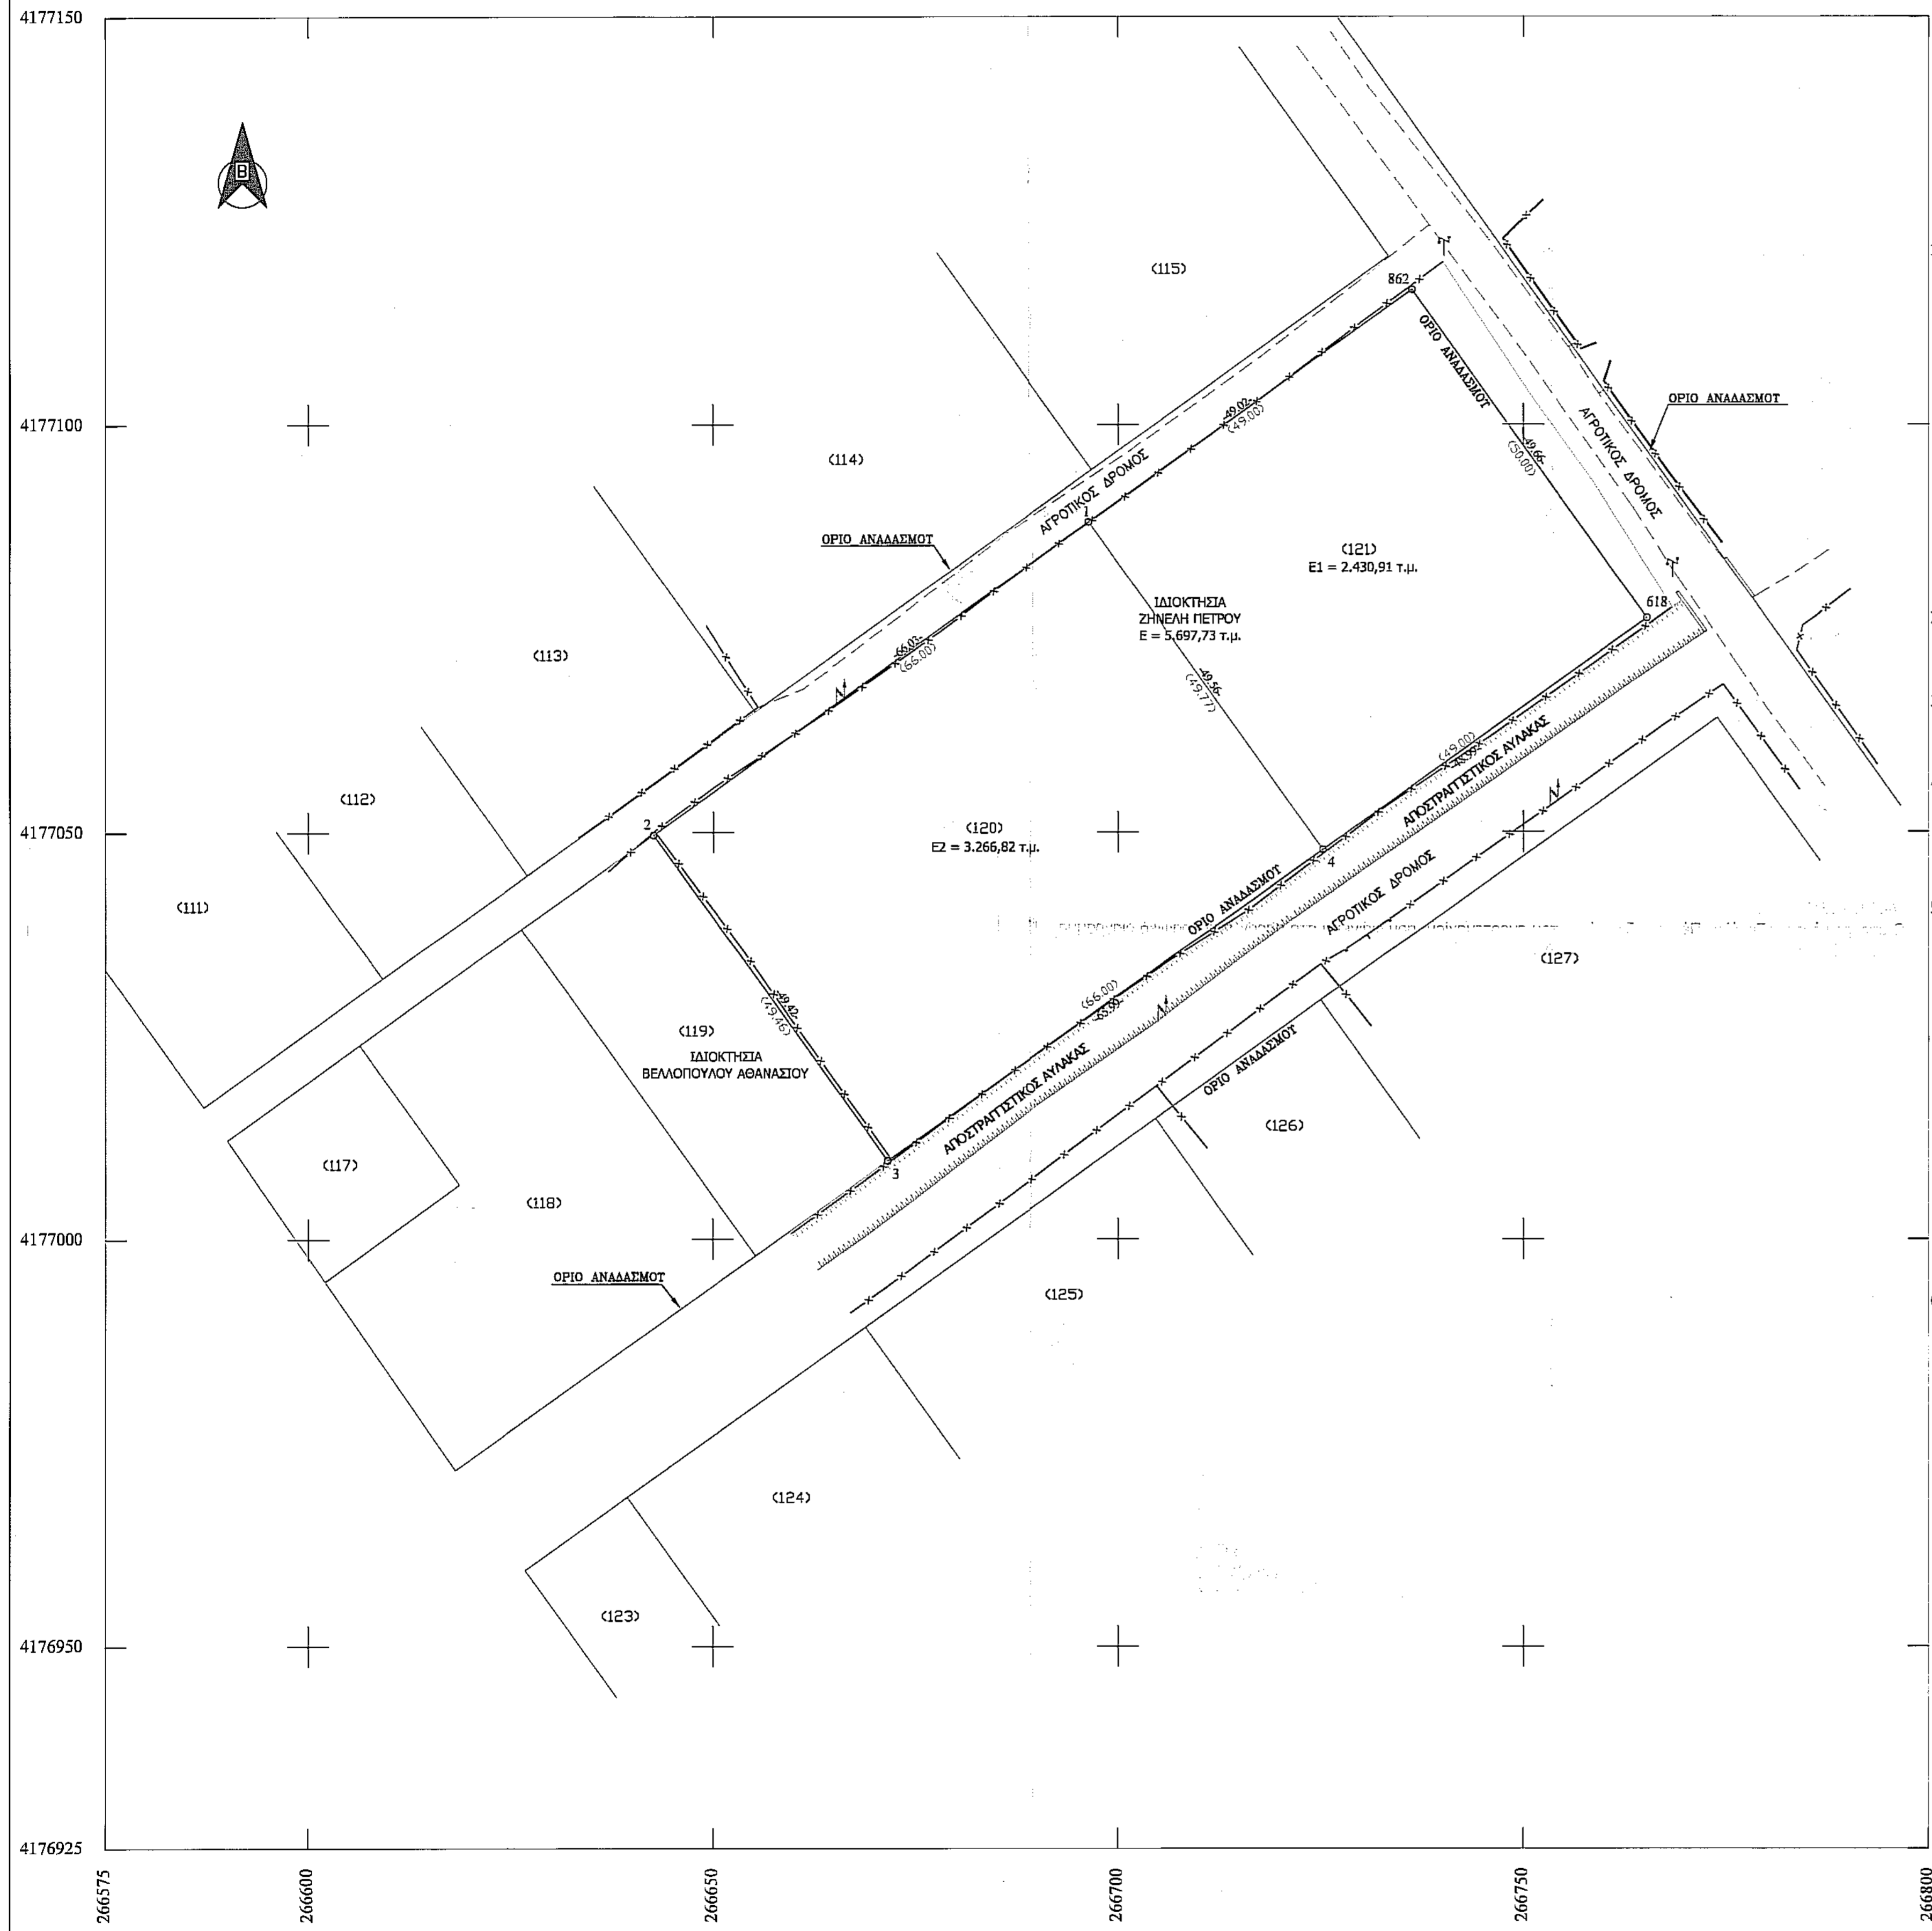 4177150
B
(115)
862
ΟΡΙΟ ΑΝΑΔΑΣΜΟΥ
ΟΡΙΟ ΑΝΑΔΑΣΜΟΥ
-49.02-
(49.00)
ΑΓΡΟΤΙΚΟΣ ΔΡΟΜΟΣ
4177100
-49.66-
(50.00)
(114)
ΑΓΡΟΤΙΚΟΣ ΔΡΟΜΟΣ
1
ΟΡΙΟ ΑΝΑΔΑΣΜΟΥ
(121)
Ε1 = 2.430,91 τ.μ.
ΙΔΙΟΚΤΗΣΙΑ
ΖΗΝΕΛΗ ΠΕΤΡΟΥ
Ε = 5.697,73 τ.μ.
618
(113)
-66.03-
(66.00)
-49.56-
(49.77)
(49.00)
-48.99-
ΑΠΟΣΤΡΑΓΓΙΣΤΙΚΟΣ ΑΥΛΑΚΑΣ
(112)
4177050
2
(120)
Ε2 = 3.266,82 τ.μ.
4
ΑΓΡΟΤΙΚΟΣ ΔΡΟΜΟΣ
ΟΡΙΟ ΑΝΑΔΑΣΜΟΥ
(111)
(127)
-49.42-
(49.46)
(66.00)
-65.99-
(119)
ΙΔΙΟΚΤΗΣΙΑ
ΒΕΛΛΟΠΟΥΛΟΥ ΑΘΑΝΑΣΙΟΥ
ΑΠΟΣΤΡΑΓΓΙΣΤΙΚΟΣ ΑΥΛΑΚΑΣ
ΟΡΙΟ ΑΝΑΔΑΣΜΟΥ
(126)
(117)
3
(118)
4177000
ΟΡΙΟ ΑΝΑΔΑΣΜΟΥ
(125)
(124)
(123)
4176950
4176925
266575
266600
266650
266700
266750
266800